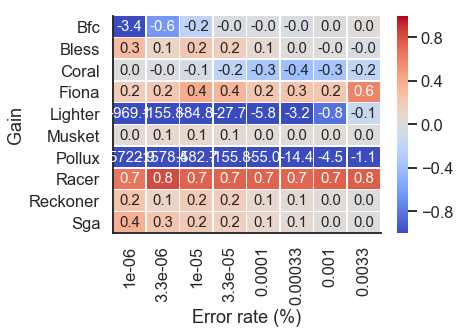 Bfc -3.4 -0.6 -0.2 -0.0 -0.0 -0.0 0.0 0.0
Bless 0.3 0.1 0.2 0.2 0.1 0.0 -0.0 -0.0
Coral 0.0 -0.0 -0.1 -0.2 -0.3 -0.4 -0.3 -0.2
Fiona 0.2 0.2 0.4 0.4 0.2 0.3 0.2 0.6
Lighter -155.8 -84.8 -27.7 -5.8 -3.2 -0.8 -0.1
Musket 0.0 0.1 0.1 0.1 0.0 0.0 0.0 0.0
Pollux -155.8 -55.0 -14.4 -4.5 -1.1
Racer 0.7 0.8 0.7 0.7 0.7 0.7 0.7 0.8
Reckoner 0.2 0.1 0.2 0.2 0.1 0.1 0.0 0.0
Sga 0.4 0.3 0.2 0.2 0.1 0.1 0.0 0.0
Gain
1e-06
3.3e-06
1e-05
3.3e-05
0.0001
0.00033
0.001
0.0033
Error rate (%)
0.8
0.4
0.0
−0.4
−0.8